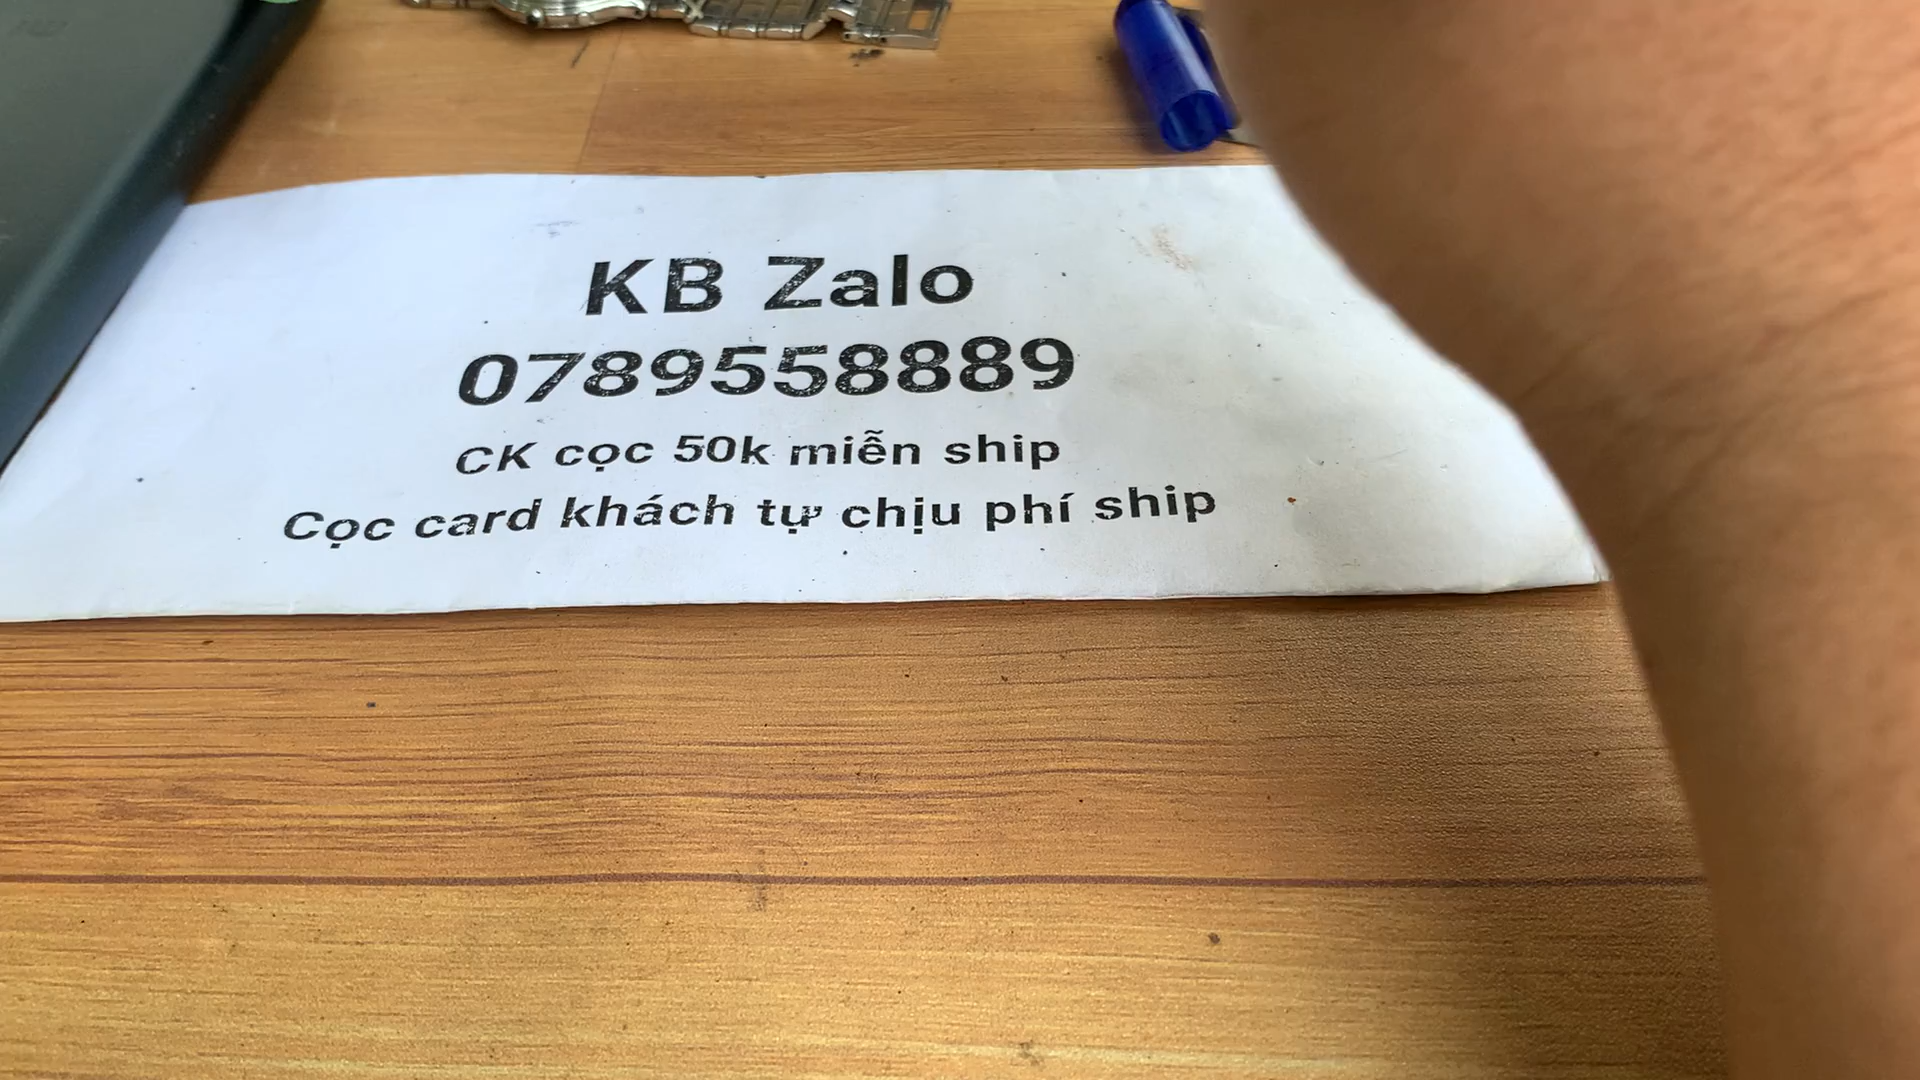 KB Zalo
0789558889
CK cọc 50k miễn ship
Cọc card khách tự chịu phí ship